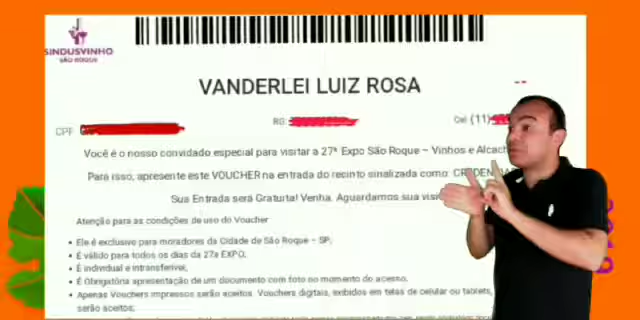 SINDUSVINHO
SÃO ROQUE
VANDERLEI LUIZ ROSA
CPF:
RG:
Cel: (11)
Você é o nosso convidado especial para visitar a 27ª Expo São Roque – Vinhos e Alcach
Para isso, apresente este VOUCHER na entrada do recinto sinalizada como: CREDENCIA
Sua Entrada será Gratuita! Venha. Aguardamos sua visi
Atenção para as condições de uso do Voucher
• Ele é exclusivo para moradores da Cidade de São Roque – SP;
• É válido para todos os dias da 27ª EXPO;
• É individual e intransferível;
• É Obrigatória apresentação de um documento com foto no momento do acesso.
• Apenas Vouchers impressos serão aceitos. Vouchers digitais, exibidos em telas de celular ou tablets,
serão aceitos;